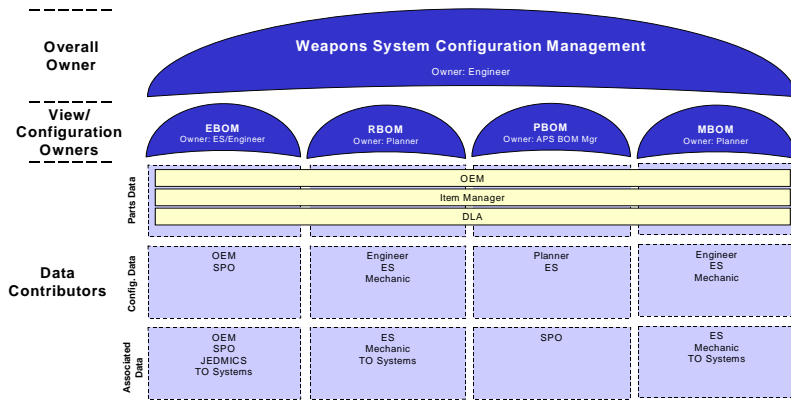 Overall
Owner
Weapons System Configuration Management
Owner: Engineer
View/
Configuration
Owners
EBOM
Owner: ES/Engineer
RBOM
Owner: Planner
PBOM
Owner: APS BOM Mgr
MBOM
Owner: Planner
Data
Contributors
Parts Data
OEM
Item Manager
DLA
Config. Data
OEM
SPO
Engineer
ES
Mechanic
Planner
ES
Engineer
ES
Mechanic
Associated
Data
OEM
SPO
JEDMICS
TO Systems
ES
Mechanic
TO Systems
SPO
ES
Mechanic
TO Systems